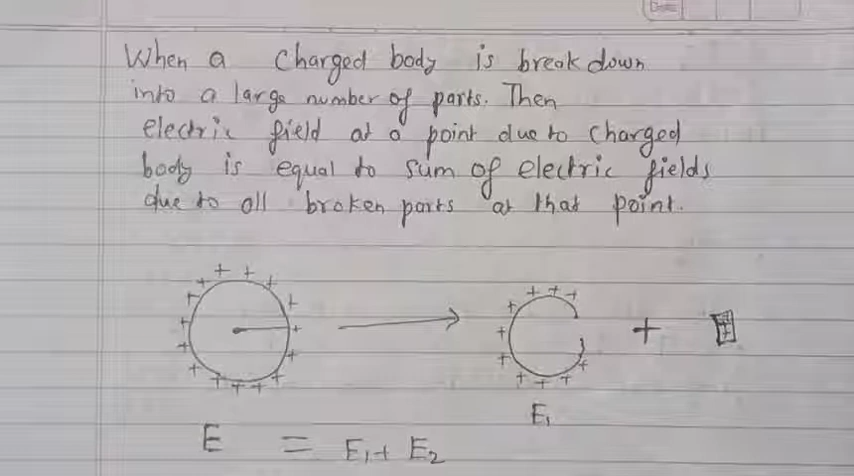 When a charged body is break down
into a large number of parts. Then
electric field at a point due to charged
body is equal to sum of electric fields
due to all broken parts at that point.
+ + + + + + + + + + + + + + +
+ + + + + + + + + + +
E₁
E = E₁+ E₂